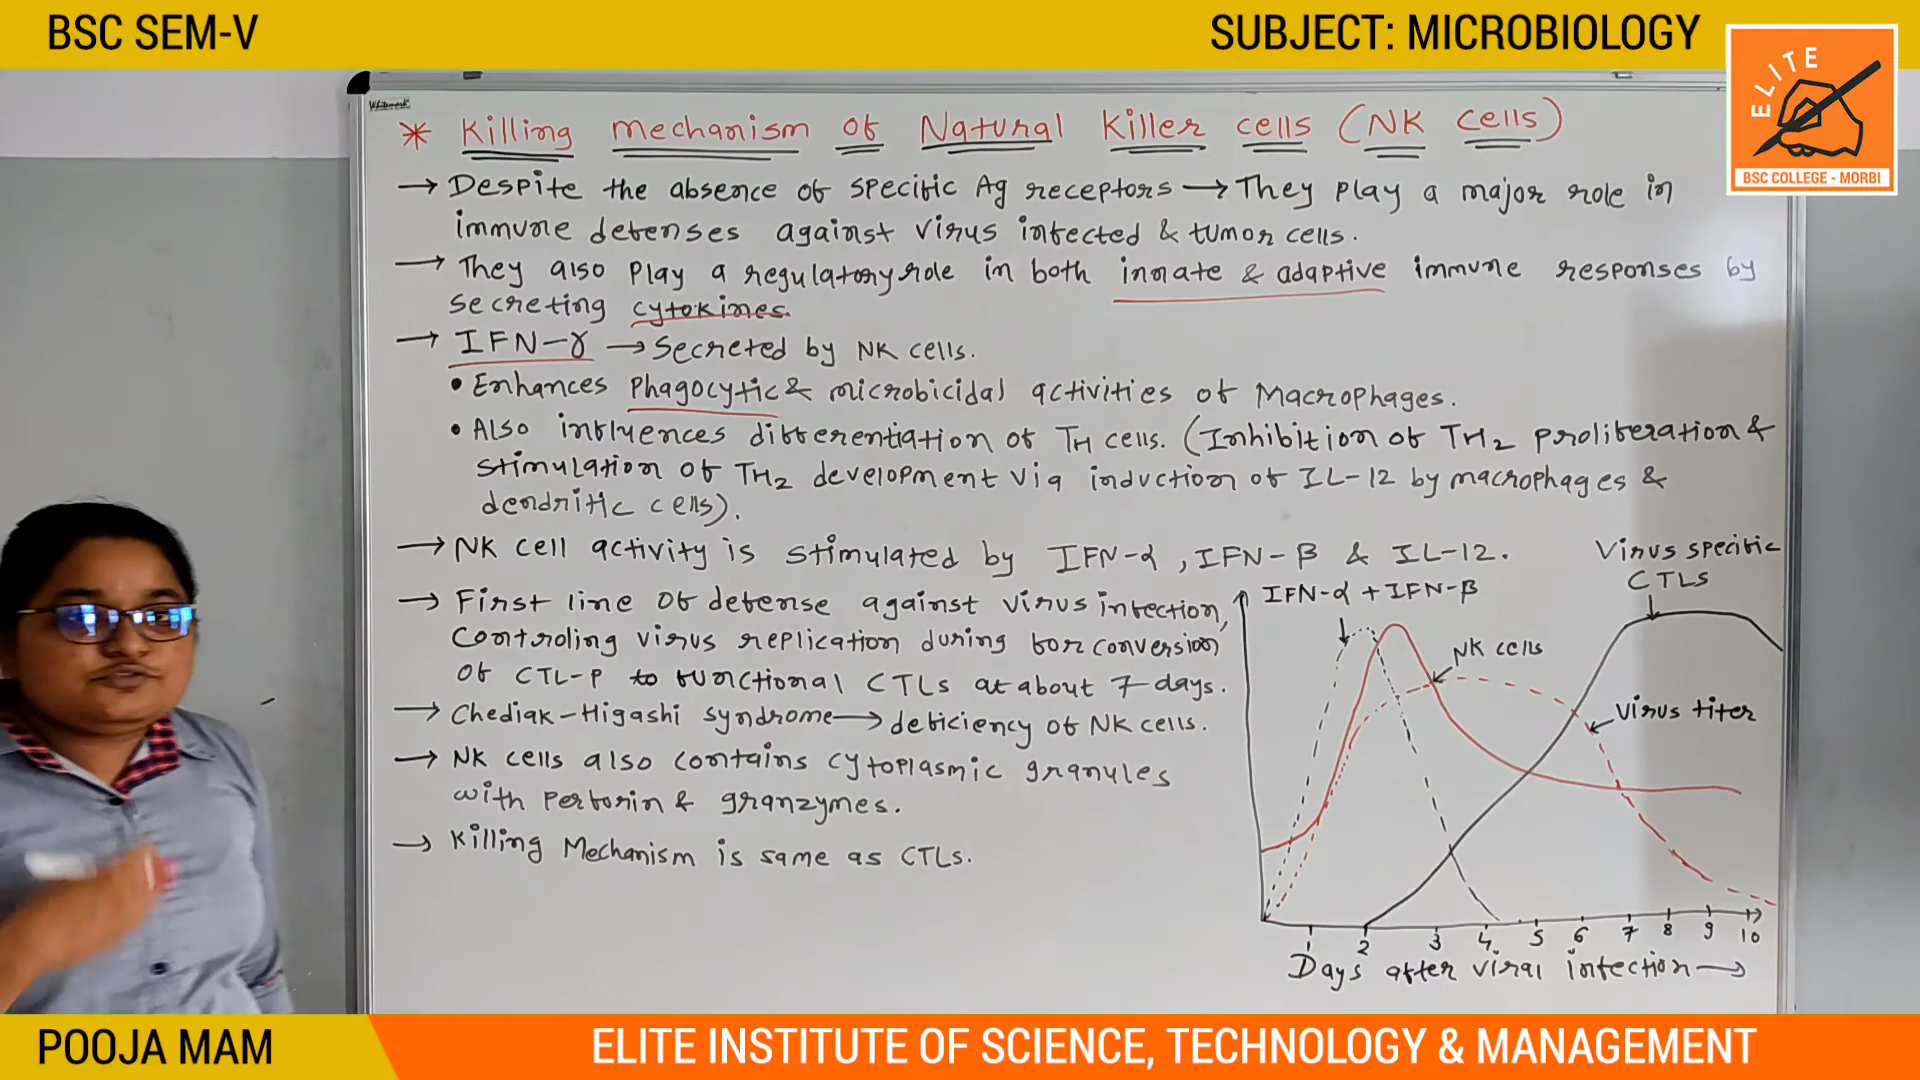 BSC SEM-V
SUBJECT: MICROBIOLOGY
ELITE
BSC COLLEGE - MORBI
Whitemark
* Killing mechanism of Natural Killer cells (NK cells)
→ Despite the absence of specific Ag receptors → They play a major role in
immune defenses against virus infected & tumor cells.
→ They also play a regulatory role in both innate & adaptive immune responses by
secreting cytokines.
→ IFN-γ → Secreted by NK cells.
• Enhances Phagocytic & microbicidal activities of Macrophages.
• Also influences differentiation of TH cells. (Inhibition of TH2 proliferation &
stimulation of TH2 development via induction of IL-12 by macrophages &
dendritic cells).
→ NK cell activity is stimulated by IFN-α, IFN-β & IL-12.
→ First line of defense against virus infection,
controling virus replication during for conversion
of CTL-P to functional CTLs at about 7 days.
→ Chediak-Higashi syndrome → deficiency of NK cells.
→ NK cells also contains cytoplasmic granules
with Perforin & granzymes.
→ Killing Mechanism is same as CTLs.
IFN-α + IFN-β
Virus specific
CTLS
NK cells
Virus titer
1 2 3 4 5 6 7 8 9 10
Days after viral infection →
POOJA MAM
ELITE INSTITUTE OF SCIENCE, TECHNOLOGY & MANAGEMENT